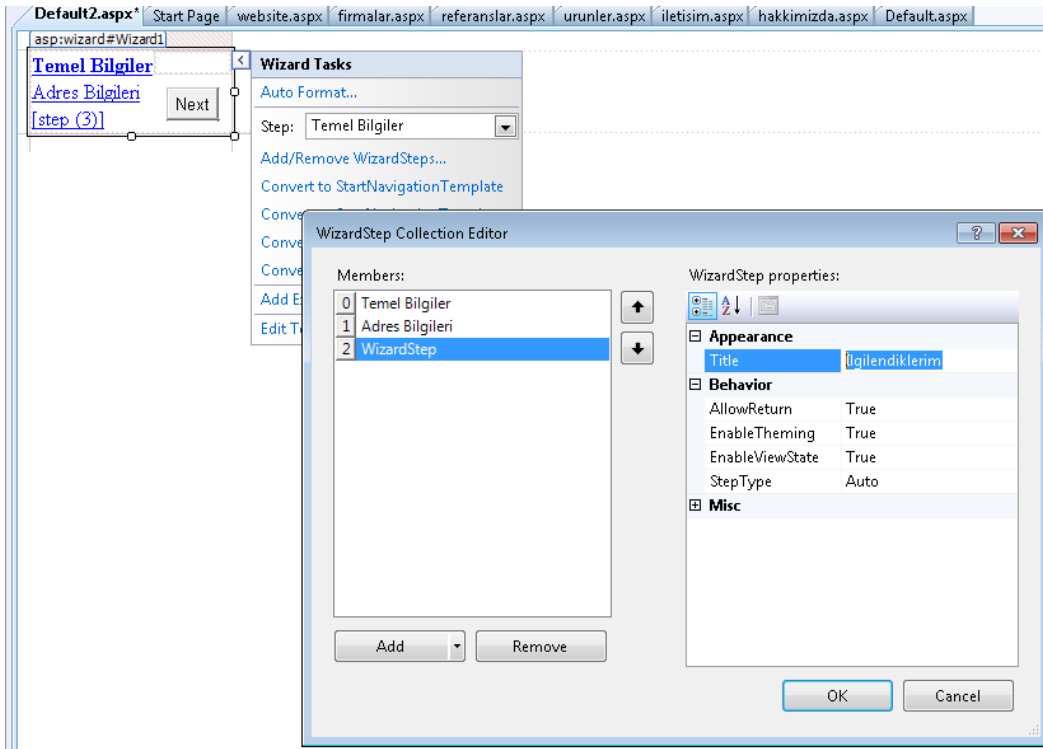 Default2.aspx* Start Page website.aspx firmalar.aspx referanslar.aspx urunler.aspx iletisim.aspx hakkimizda.aspx Default.aspx
asp:wizard#Wizard1
Temel Bilgiler
Adres Bilgileri
[step (3)]
Next
Wizard Tasks
Auto Format...
Step: Temel Bilgiler
Add/Remove WizardSteps...
Convert to StartNavigationTemplate
WizardStep Collection Editor
Members:
0 Temel Bilgiler
1 Adres Bilgileri
2 WizardStep
Add
Remove
WizardStep properties:
Appearance
Title İlgilendiklerim
Behavior
AllowReturn True
EnableTheming True
EnableViewState True
StepType Auto
Misc
OK
Cancel